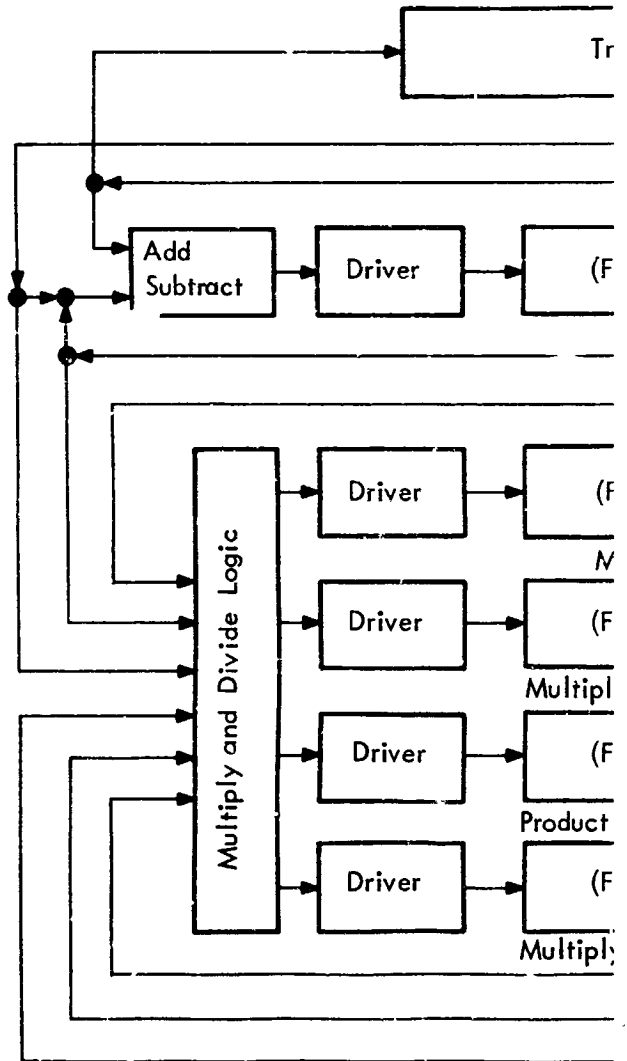 Tr
Add
Subtract
Driver
(F
Driver
(F
M
Multiply and Divide Logic
Driver
(F
Multipl
Driver
(F
Product
Driver
(F
Multiply